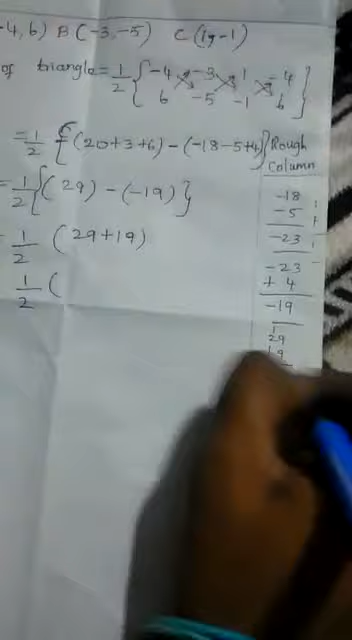 -4, 6) B (-3, -5) C (1, -1)
of triangle = 1/2 { -4 -3 1 -4
6 -5 -1 6 }
= 1/2 { (20+3+6) - (-18-5+4) }
= 1/2 { (29) - (-19) }
1/2 (29+19)
1/2 (
Rough
Column
-18
-5
-23
-23
+ 4
-19
1
29
19